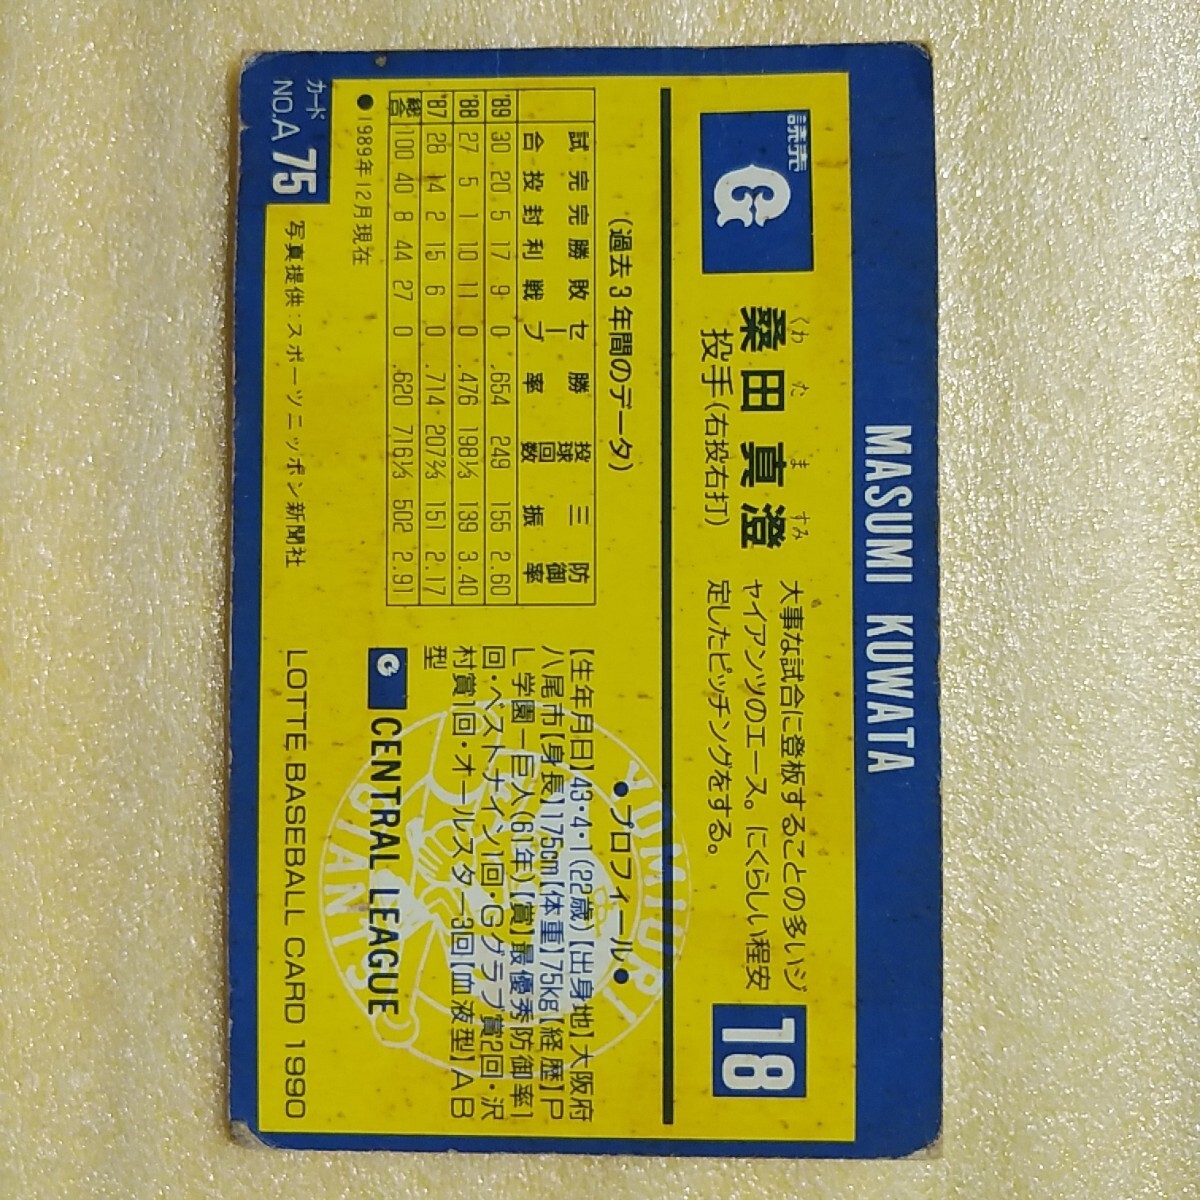 MASUMI KUWATA
読売
G
くわ た ま すみ
桑田真澄
投手(右投右打)
大事な試合に登板することの多いジ
ャイアンツのエース。にくらしい程安
定したピッチングをする。
18
(過去3年間のデータ)
試合 完投 完封 勝利 敗戦 セーブ 勝率 投球回数 三振 防御率
'89 30 20 5 17 9 0 .654 249 155 2.60
'88 27 5 1 10 11 0 .476 198⅓ 139 3.40
'87 28 14 2 15 6 0 .714 207⅔ 151 2.17
総合 100 40 8 44 27 0 .620 716⅓ 502 2.91
●1989年12月現在
●プロフィール●
【生年月日】43・4・1(22歳)【出身地】大阪府
八尾市【身長】175cm【体重】75kg【経歴】P
L学園―巨人(61年)【賞】最優秀防御率1
回・ベストナイン1回・Gグラブ賞2回・沢
村賞1回・オールスター3回【血液型】AB
型
YOMIURI
GIANTS
G CENTRAL LEAGUE
カード
NO.A 75
写真提供:スポーツニッポン新聞社
LOTTE BASEBALL CARD 1990